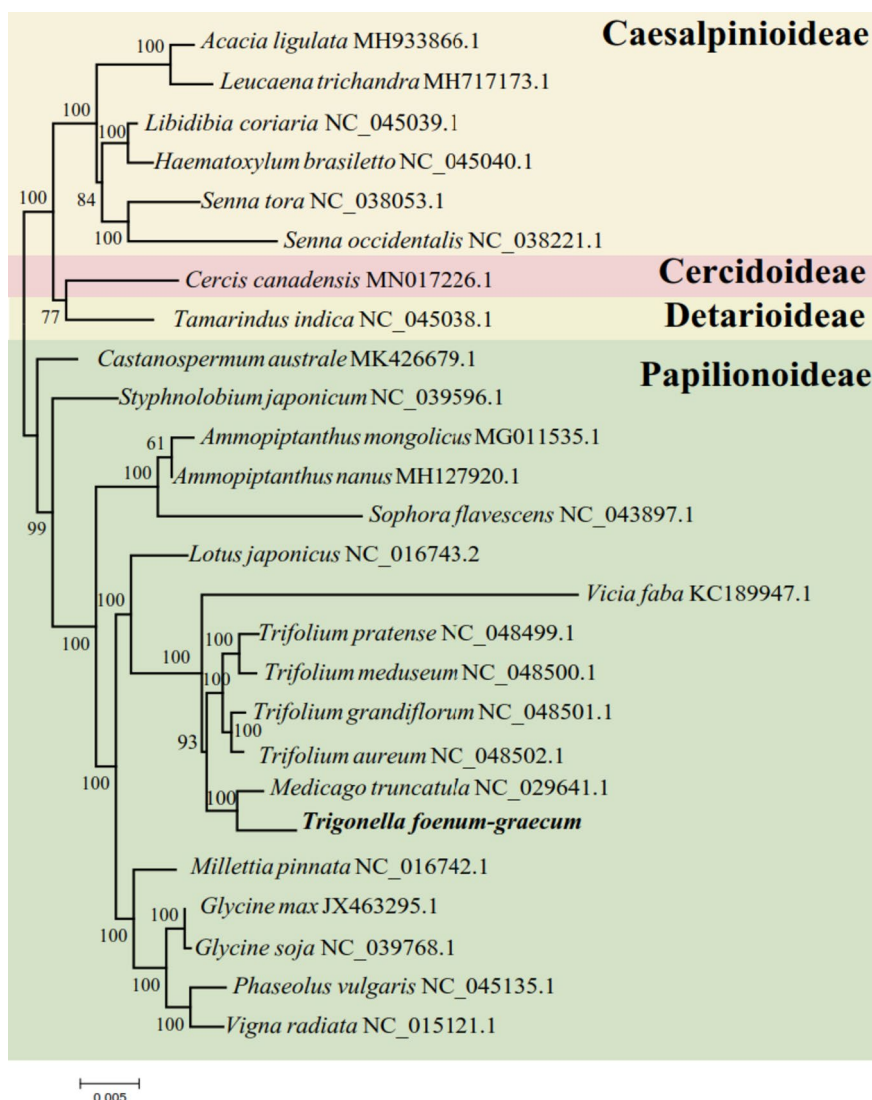 Caesalpinioideae
100
Acacia ligulata MH933866.1
Leucaena trichandra MH717173.1
100
Libidibia coriaria NC_045039.1
100
Haematoxylum brasiletto NC_045040.1
100
84
Senna tora NC_038053.1
100
Senna occidentalis NC_038221.1
Cercidoideae
Cercis canadensis MN017226.1
Detarioideae
77
Tamarindus indica NC_045038.1
Papilionoideae
Castanospermum australe MK426679.1
Styphnolobium japonicum NC_039596.1
61
Ammopiptanthus mongolicus MG011535.1
100
Ammopiptanthus nanus MH127920.1
99
Sophora flavescens NC_043897.1
Lotus japonicus NC_016743.2
100
Vicia faba KC189947.1
100
100
Trifolium pratense NC_048499.1
100
Trifolium meduseum NC_048500.1
100
Trifolium grandiflorum NC_048501.1
100
93
Trifolium aureum NC_048502.1
100
Medicago truncatula NC_029641.1
100
Trigonella foenum-graecum
Millettia pinnata NC_016742.1
100
Glycine max JX463295.1
100
Glycine soja NC_039768.1
100
Phaseolus vulgaris NC_045135.1
100
Vigna radiata NC_015121.1
0.005